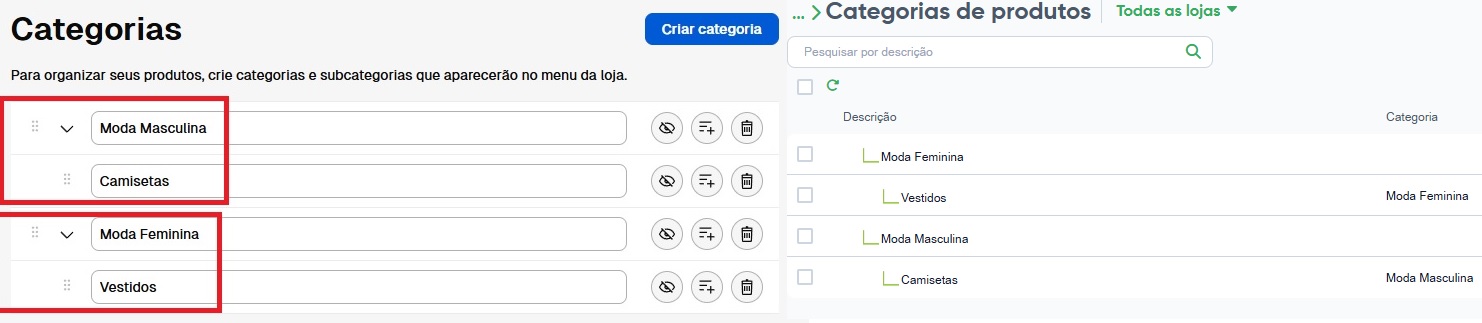 Categorias
Criar categoria
Para organizar seus produtos, crie categorias e subcategorias que aparecerão no menu da loja.
Moda Masculina
Camisetas
Moda Feminina
Vestidos
... Categorias de produtos
Todas as lojas
Pesquisar por descrição
Descrição Categoria
Moda Feminina
Vestidos Moda Feminina
Moda Masculina
Camisetas Moda Masculina